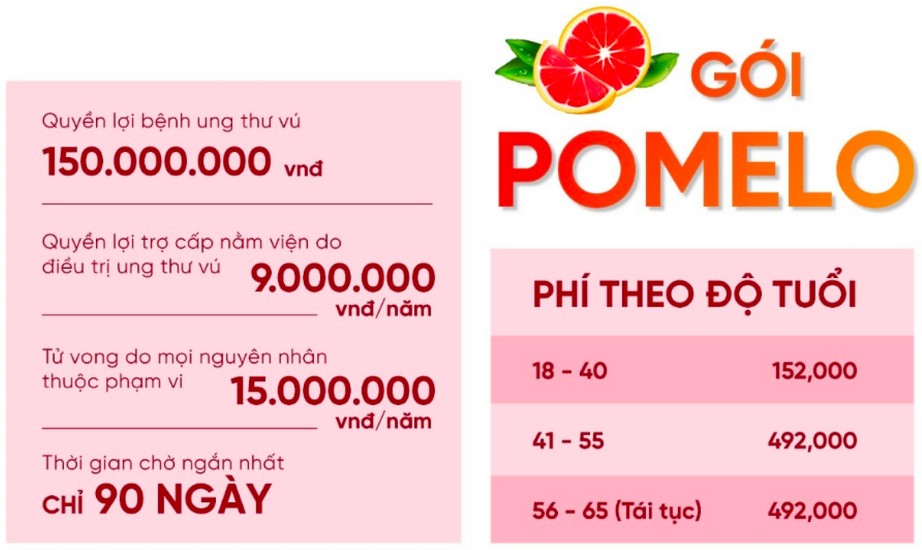 Quyền lợi bệnh ung thư vú
150.000.000 vnđ
Quyền lợi trợ cấp nằm viện do
điều trị ung thư vú 9.000.000
vnđ/năm
Tử vong do mọi nguyên nhân
thuộc phạm vi 15.000.000
vnđ/năm
Thời gian chờ ngắn nhất
CHỈ 90 NGÀY
GÓI
POMELO
PHÍ THEO ĐỘ TUỔI
18 - 40 152,000
41 - 55 492,000
56 - 65 (Tái tục) 492,000